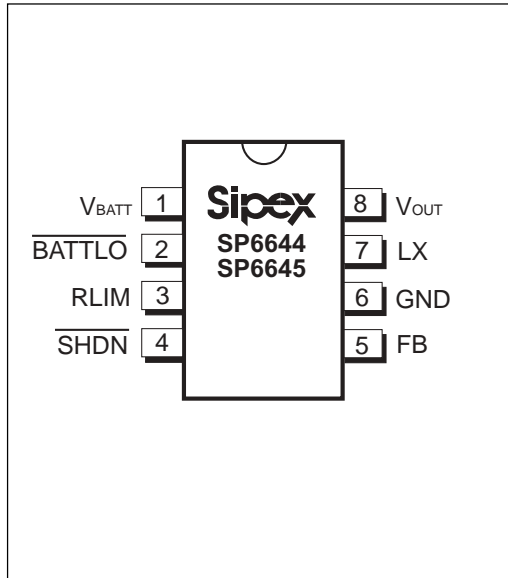 Sipex
SP6644
SP6645
VBATT 1
BATTLO 2
RLIM 3
SHDN 4
8 VOUT
7 LX
6 GND
5 FB